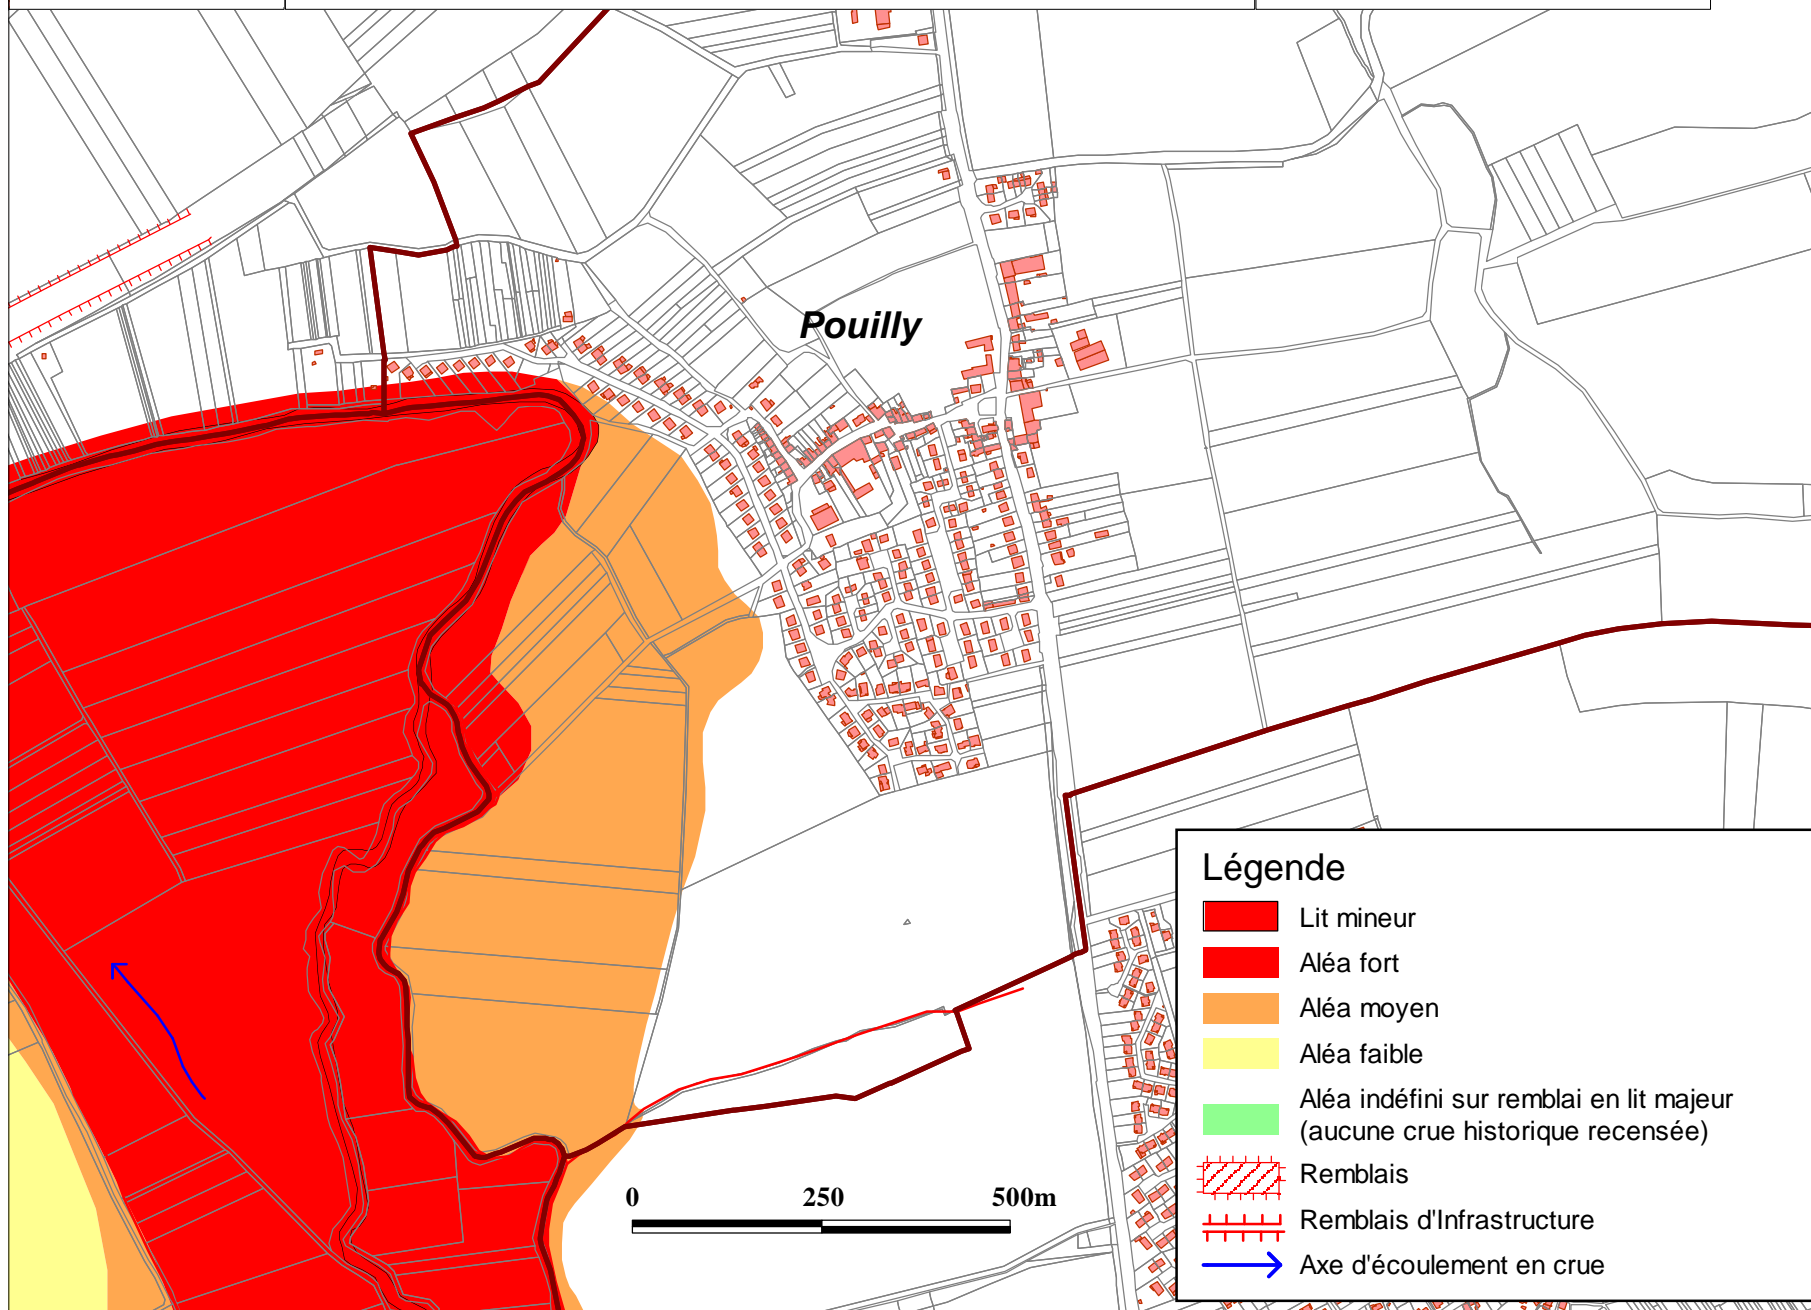 Pouilly
Légende
Lit mineur
Aléa fort
Aléa moyen
Aléa faible
Aléa indéfini sur remblai en lit majeur
(aucune crue historique recensée)
Remblais
Remblais d'Infrastructure
Axe d'écoulement en crue
0 250 500m